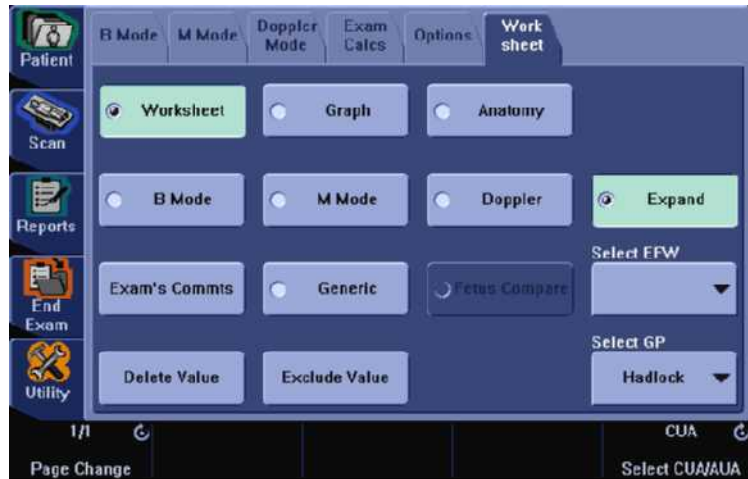 Patient
B Mode
M Mode
Doppler
Mode
Exam
Calcs
Options
Work
sheet
Worksheet
Graph
Anatomy
Scan
B Mode
M Mode
Doppler
Expand
Reports
Select EFW
Exam's Commts
Generic
Fetus Compare
End
Exam
Select GP
Delete Value
Exclude Value
Hadlock
Utility
1/1
CUA
Page Change
Select CUA/AUA